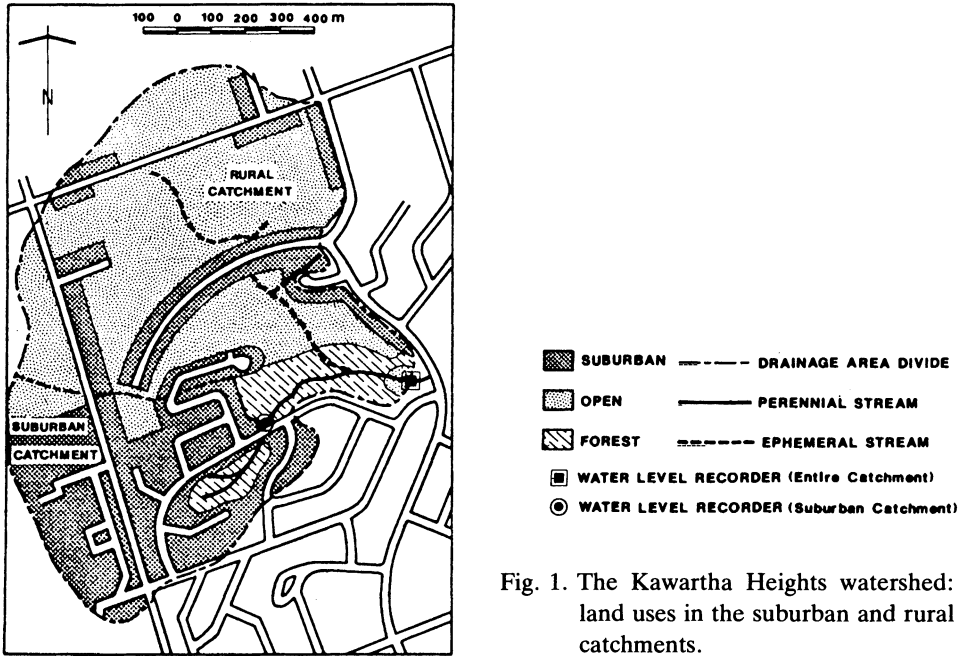 100 0 100 200 300 400 m
N
RURAL
CATCHMENT
SUBURBAN
CATCHMENT
SUBURBAN
DRAINAGE AREA DIVIDE
OPEN
PERENNIAL STREAM
FOREST
EPHEMERAL STREAM
WATER LEVEL RECORDER (Entire Catchment)
WATER LEVEL RECORDER (Suburban Catchment)
Fig. 1. The Kawartha Heights watershed:
land uses in the suburban and rural
catchments.